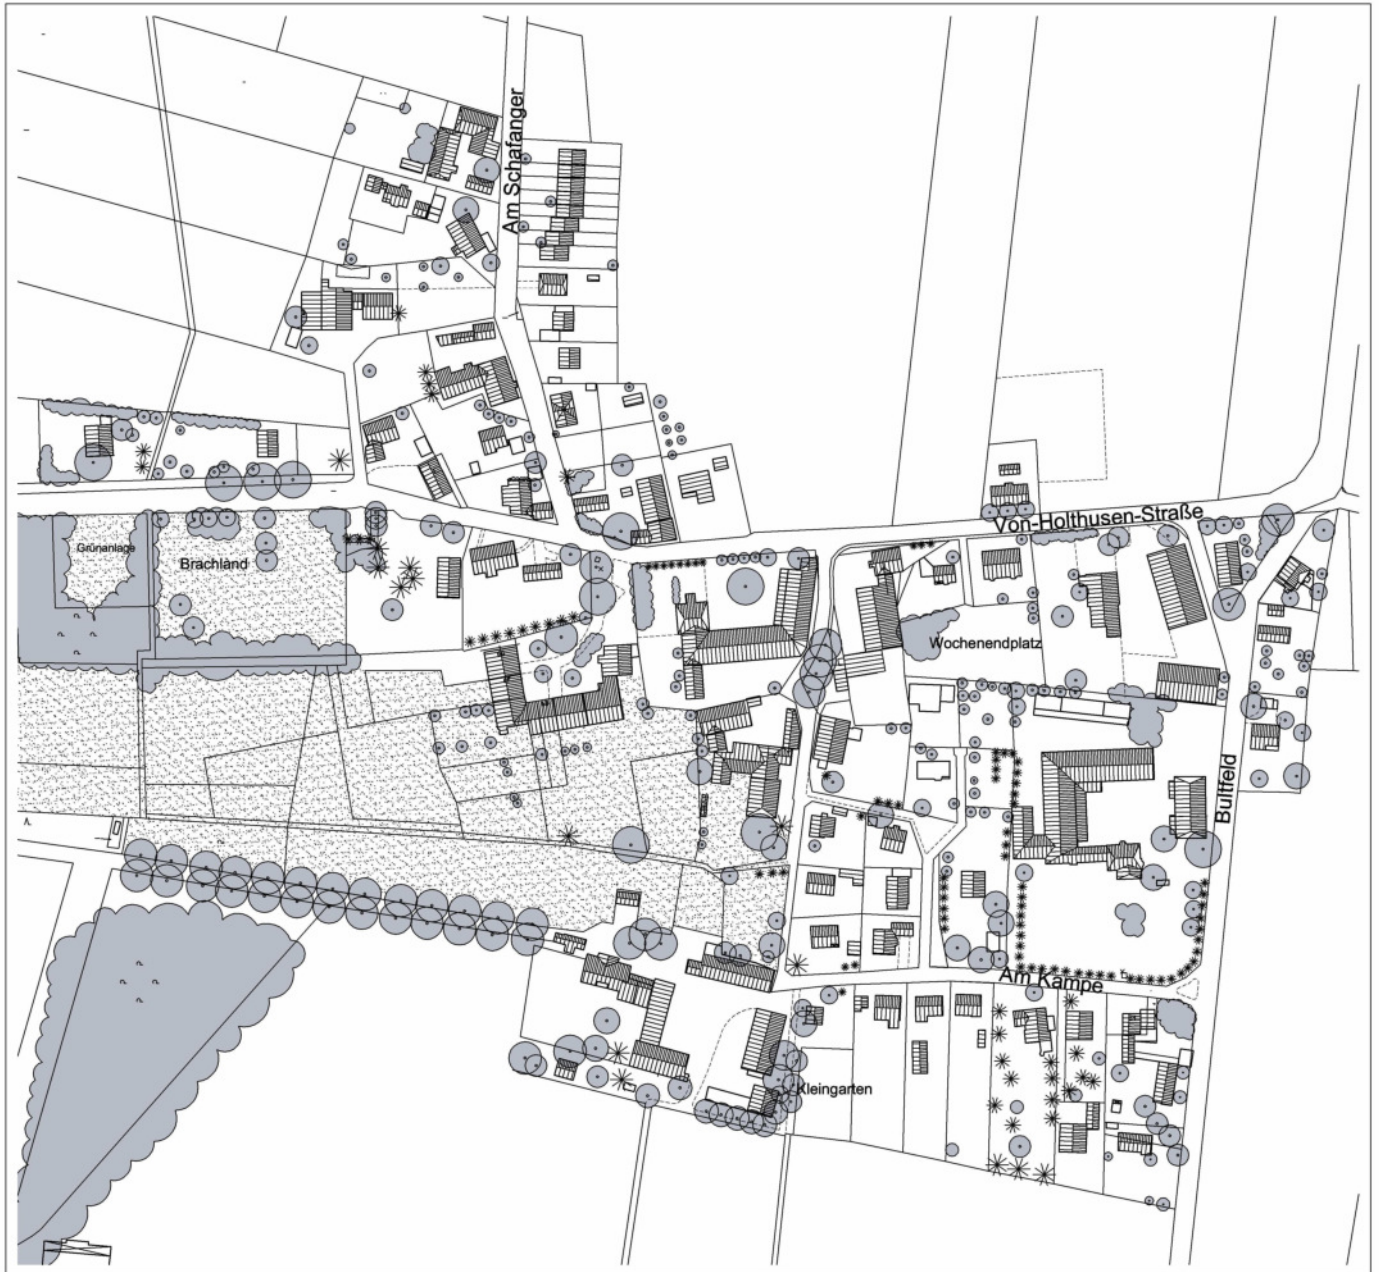 Am Schafanger
Von-Holthusen-Straße
Grünanlage
Brachland
Wochenendplatz
Bultfeld
Am Kampe
Kleingarten